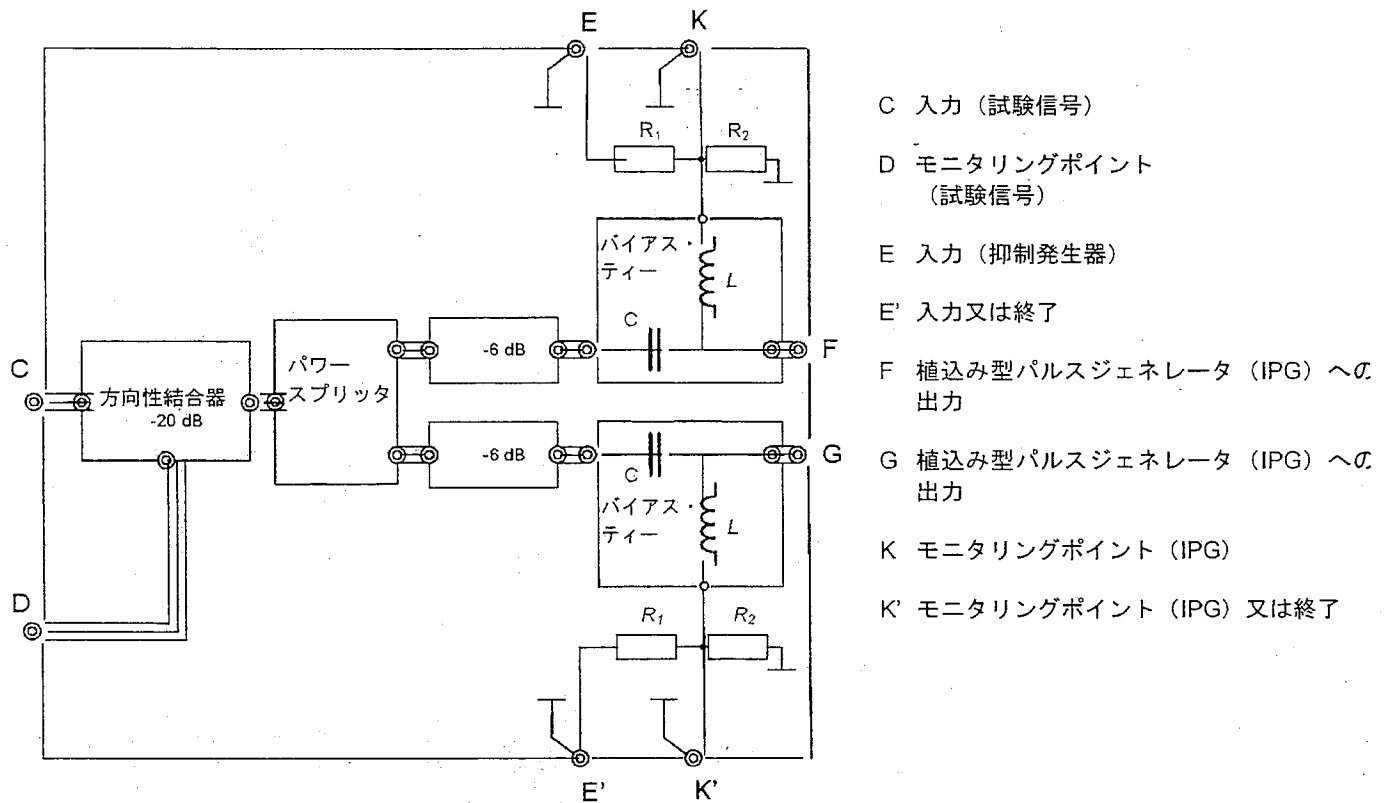 E
K
R₁
R₂
バイアス・
ティー
L
C
F
-6 dB
パワー
スプリッタ
C
方向性結合器
-20 dB
-6 dB
G
C
バイアス・
ティー
L
D
R₁
R₂
E'
K'
C 入力（試験信号）
D モニタリングポイント
（試験信号）
E 入力（抑制発生器）
E' 入力又は終了
F 植込み型パルスジェネレータ（IPG）への
出力
G 植込み型パルスジェネレータ（IPG）への
出力
K モニタリングポイント（IPG）
K' モニタリングポイント（IPG）又は終了